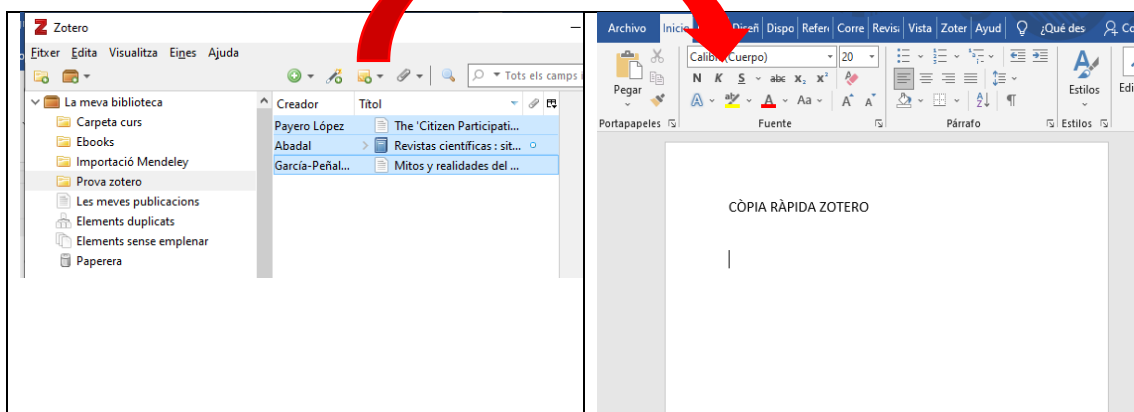 Zotero
Fitxer Edita Visualitza Eines Ajuda
Tots els camps
La meva biblioteca
Carpeta curs
Ebooks
Importació Mendeley
Prova zotero
Les meves publicacions
Elements duplicats
Elements sense emplenar
Paperera
Creador Títol
Payero López The 'Citizen Participati...
Abadal Revistas científicas : sit...
García-Peñal... Mitos y realidades del ...
Archivo Inicio Diseñ Dispo Refer Corre Revis Vista Zoter Ayud ¿Qué des Co
Pegar
Calibri (Cuerpo) 20
N K S abc x₂ x²
A aby A Aa A A
Estilos
Edi
Portapapeles Fuente Párrafo Estilos
CÒPIA RÀPIDA ZOTERO